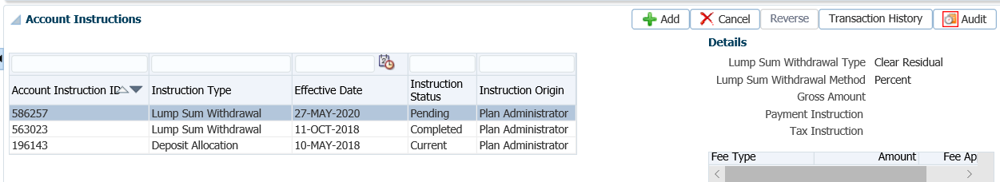 Account Instructions
Add Cancel Reverse Transaction History Audit
Details
Lump Sum Withdrawal Type Clear Residual
Lump Sum Withdrawal Method Percent
Gross Amount
Payment Instruction
Tax Instruction
Account Instruction ID Instruction Type Effective Date Instruction Status Instruction Origin
586257 Lump Sum Withdrawal 27-MAY-2020 Pending Plan Administrator
563023 Lump Sum Withdrawal 11-OCT-2018 Completed Plan Administrator
196143 Deposit Allocation 10-MAY-2018 Current Plan Administrator
Fee Type Amount Fee Ap